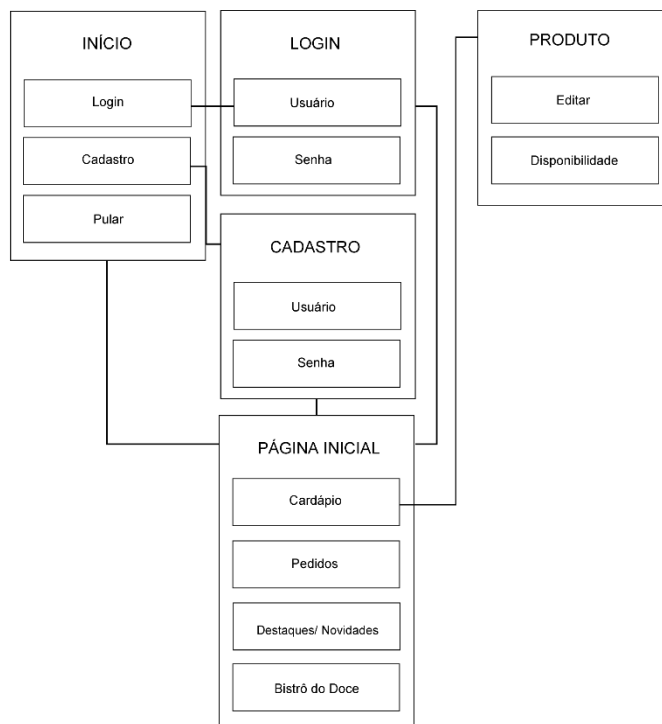 INÍCIO
Login
Cadastro
Pular
LOGIN
Usuário
Senha
CADASTRO
Usuário
Senha
PÁGINA INICIAL
Cardápio
Pedidos
Destaques/ Novidades
Bistrô do Doce
PRODUTO
Editar
Disponibilidade